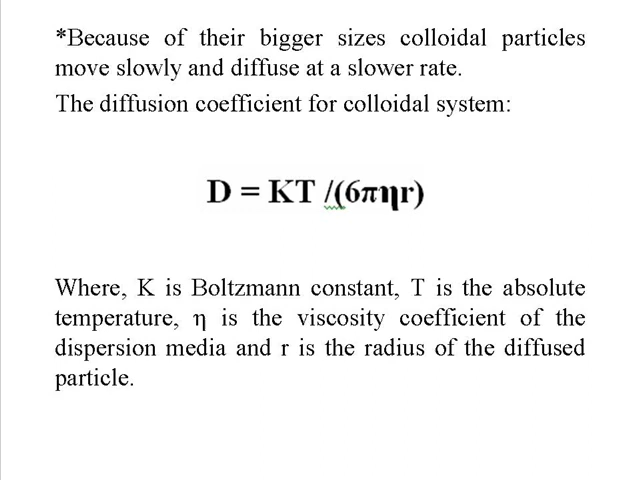 *Because of their bigger sizes colloidal particles
move slowly and diffuse at a slower rate.
The diffusion coefficient for colloidal system:
D = KT /(6πηr)
Where, K is Boltzmann constant, T is the absolute
temperature, η is the viscosity coefficient of the
dispersion media and r is the radius of the diffused
particle.